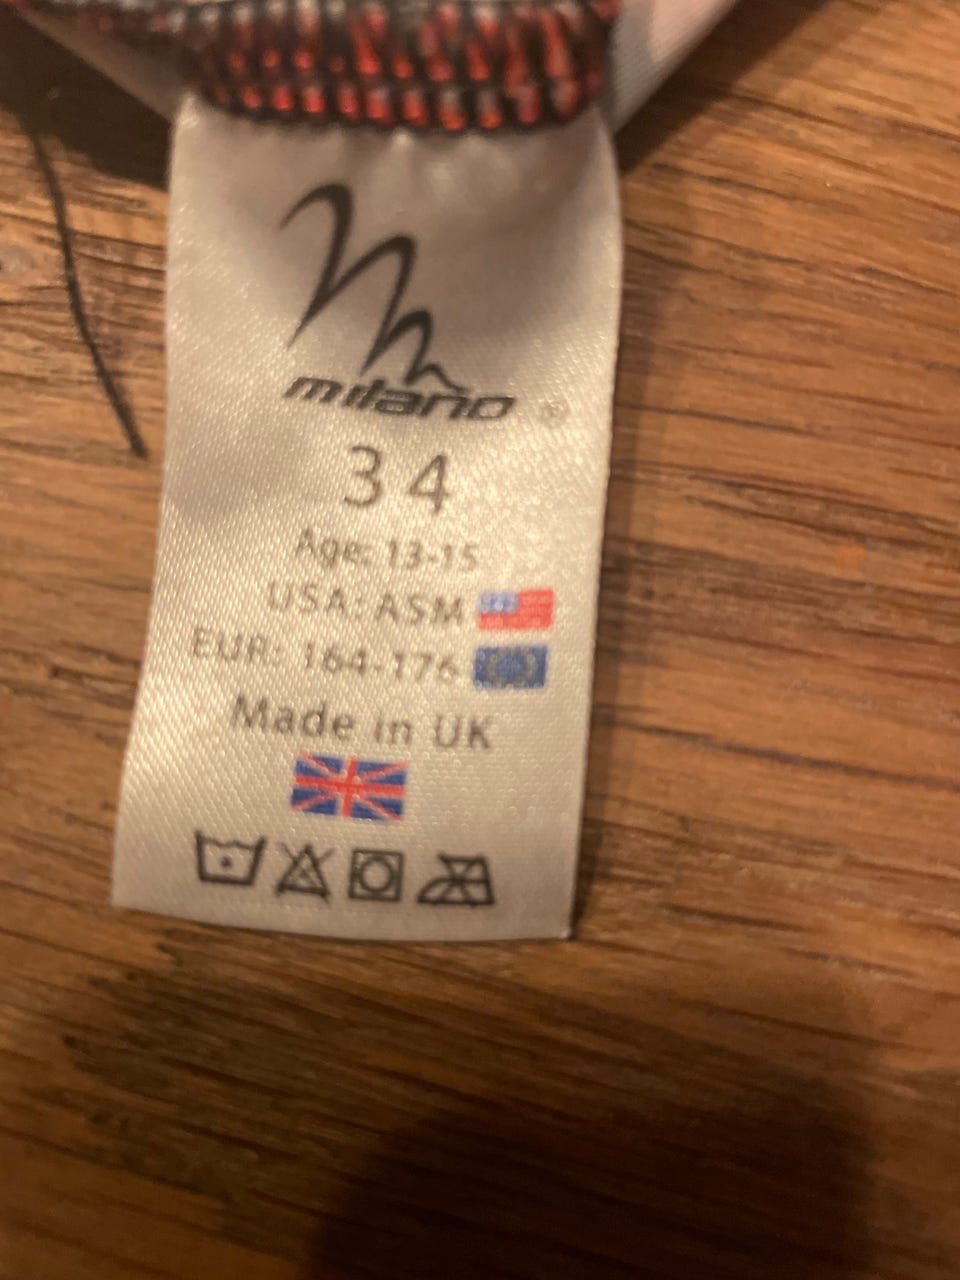 milano ®
34
Age: 13-15
USA: ASM
EUR: 164-176
Made in UK